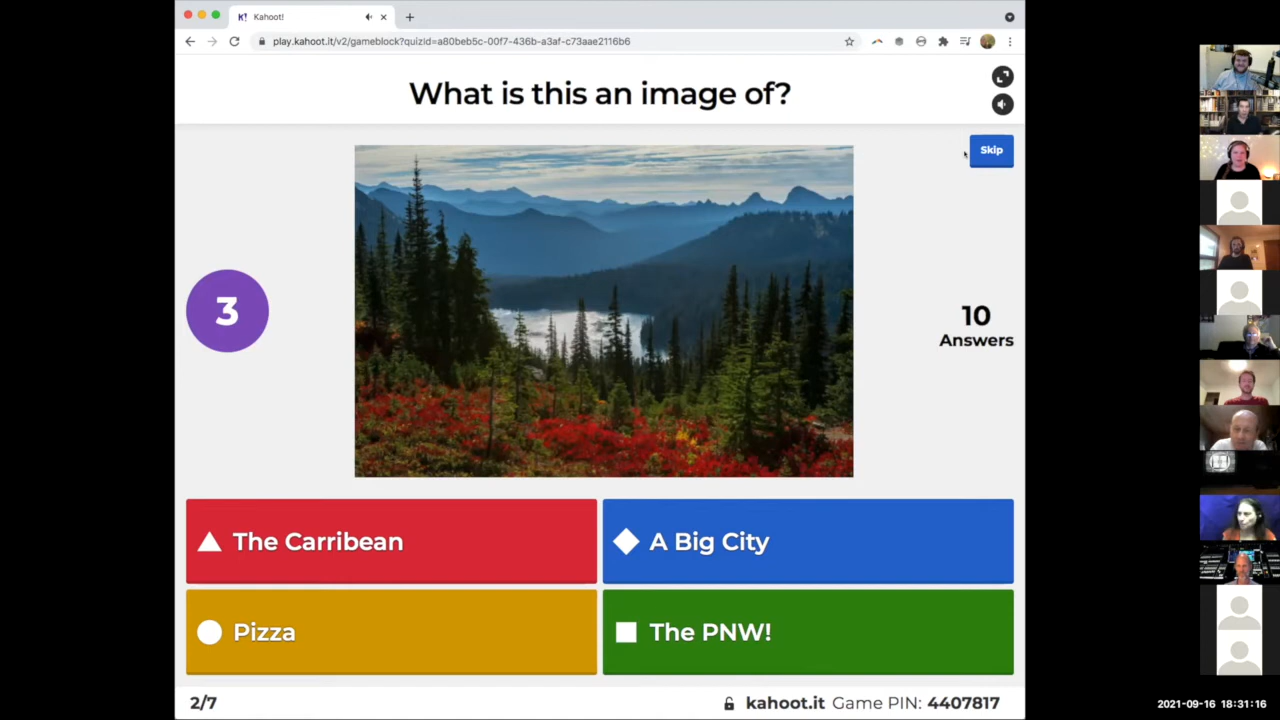 Kahoot!
play.kahoot.it/v2/gameblock?quizid=a80beb5c-00f7-436b-a3af-c73aae2116b6
What is this an image of?
Skip
3
10
Answers
The Carribean
A Big City
Pizza
The PNW!
2/7
kahoot.it Game PIN: 4407817
2021-09-16 18:31:16